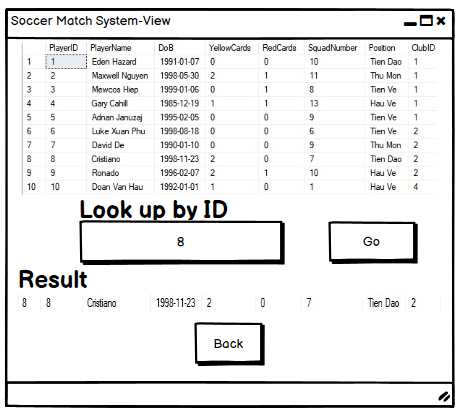 Soccer Match System-View
PlayerID PlayerName DoB YellowCards RedCards SquadNumber Position ClubID
1 1 Eden Hazard 1991-01-07 0 0 10 Tien Dao 1
2 2 Maxwell Nguyen 1998-05-30 2 1 11 Thu Mon 1
3 3 Mewcos Hiep 1999-01-06 0 1 8 Tien Ve 1
4 4 Gary Cahill 1985-12-19 1 1 13 Hau Ve 1
5 5 Adnan Januzaj 1995-02-05 0 0 9 Tien Ve 1
6 6 Luke Xuan Phu 1998-08-18 0 0 6 Tien Ve 2
7 7 David De 1990-01-10 0 0 9 Thu Mon 2
8 8 Cristiano 1998-11-23 2 0 7 Tien Dao 2
9 9 Ronado 1996-02-07 2 1 10 Hau Ve 2
10 10 Doan Van Hau 1992-01-01 1 0 1 Hau Ve 4
Look up by ID
8 Go
Result
8 8 Cristiano 1998-11-23 2 0 7 Tien Dao 2
Back